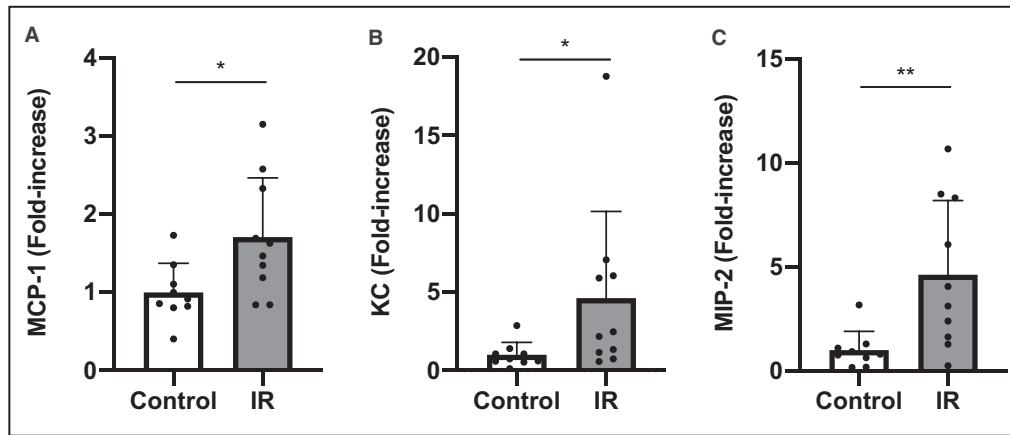 A
MCP-1 (Fold-increase)
4
3
2
1
0
*
Control IR
B
KC (Fold-increase)
20
15
10
5
0
*
Control IR
C
MIP-2 (Fold-increase)
15
10
5
0
**
Control IR